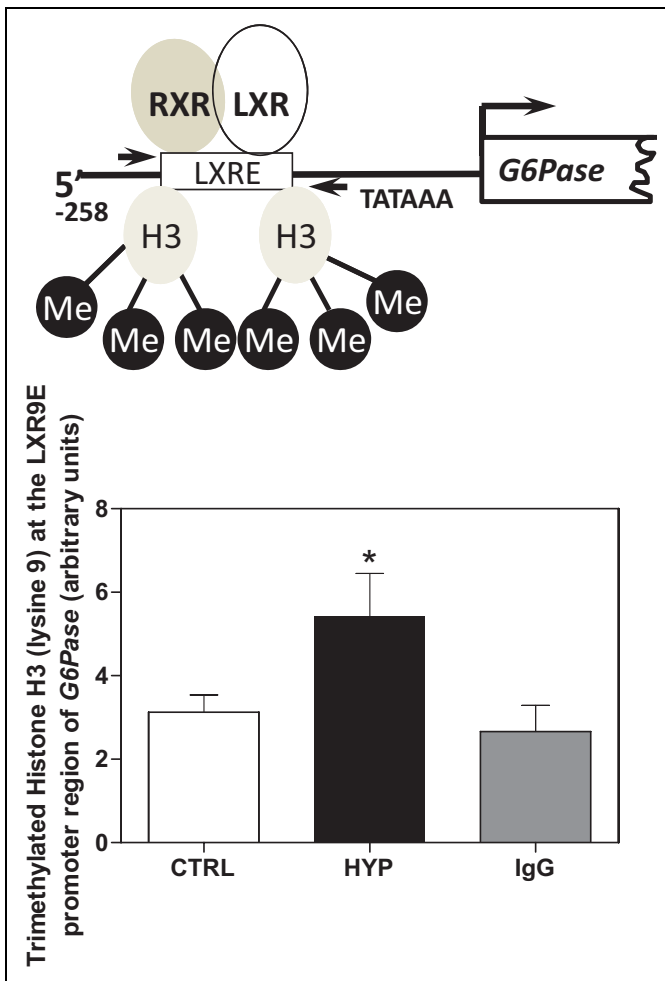 RXR LXR
LXRE
5'
-258
TATAAA
G6Pase
H3 H3
Me Me Me Me Me Me
Trimethylated Histone H3 (lysine 9) at the LXR9E
promoter region of G6Pase (arbitrary units)
8
6
4
2
0
*
CTRL HYP IgG